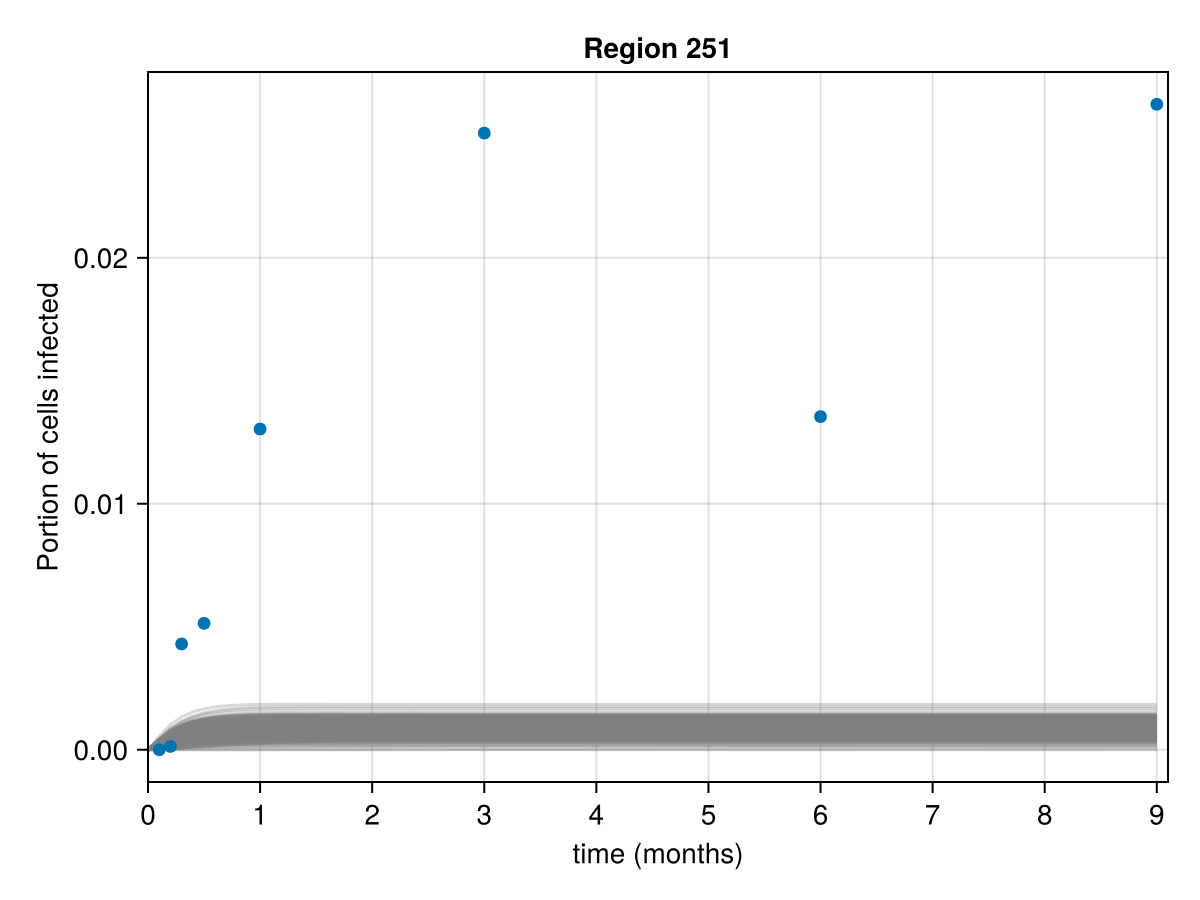 Region 251
Portion of cells infected
0.02
0.01
0.00
0 1 2 3 4 5 6 7 8 9
time (months)